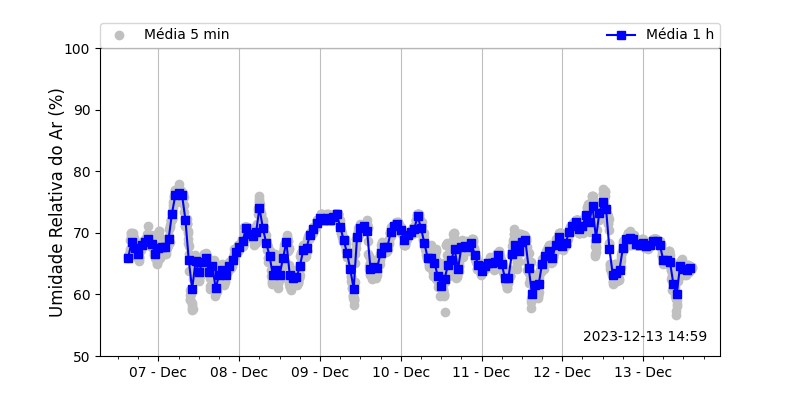 Média 5 min
Média 1 h
Umidade Relativa do Ar (%)
100
90
80
70
60
50
2023-12-13 14:59
07 - Dec
08 - Dec
09 - Dec
10 - Dec
11 - Dec
12 - Dec
13 - Dec